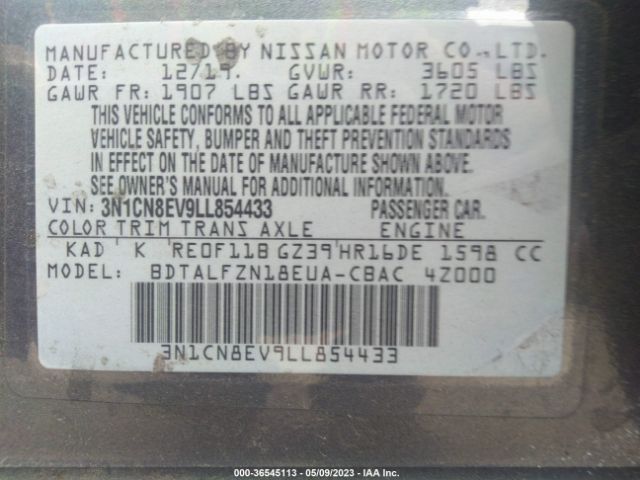 MANUFACTURED BY NISSAN MOTOR CO., LTD.
DATE: 12/19. GVWR: 3605 LBS
GAWR FR: 1907 LBS GAWR RR: 1720 LBS
THIS VEHICLE CONFORMS TO ALL APPLICABLE FEDERAL MOTOR
VEHICLE SAFETY, BUMPER AND THEFT PREVENTION STANDARDS
IN EFFECT ON THE DATE OF MANUFACTURE SHOWN ABOVE.
SEE OWNER'S MANUAL FOR ADDITIONAL INFORMATION.
VIN: 3N1CN8EV9LL854433 PASSENGER CAR.
COLOR TRIM TRANS AXLE ENGINE
KAD K RE0F11B GZ39 HR16DE 1598 CC
MODEL: BDTALFZN18EUA-CBAC 4Z000
3N1CN8EV9LL854433
000-36545113 - 05/09/2023 - IAA Inc.